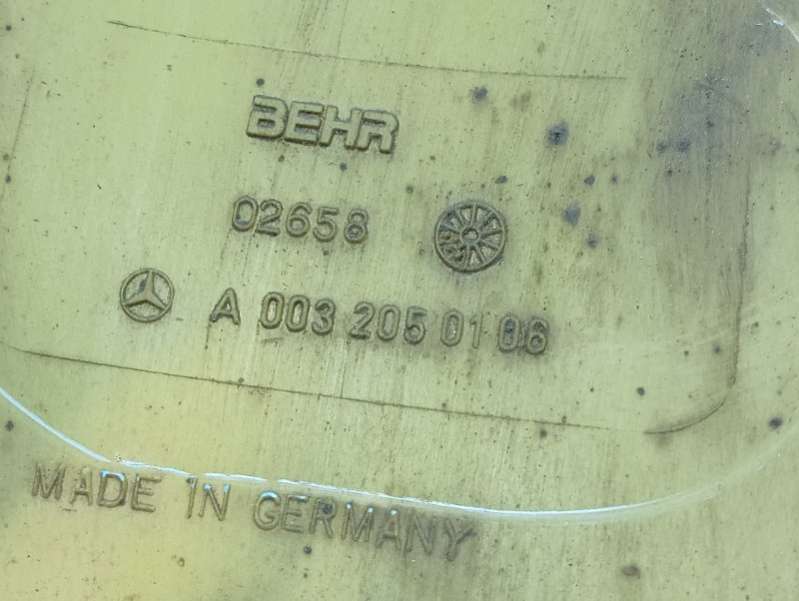 BEHR
02658
A 003 205 01 06
MADE IN GERMANY